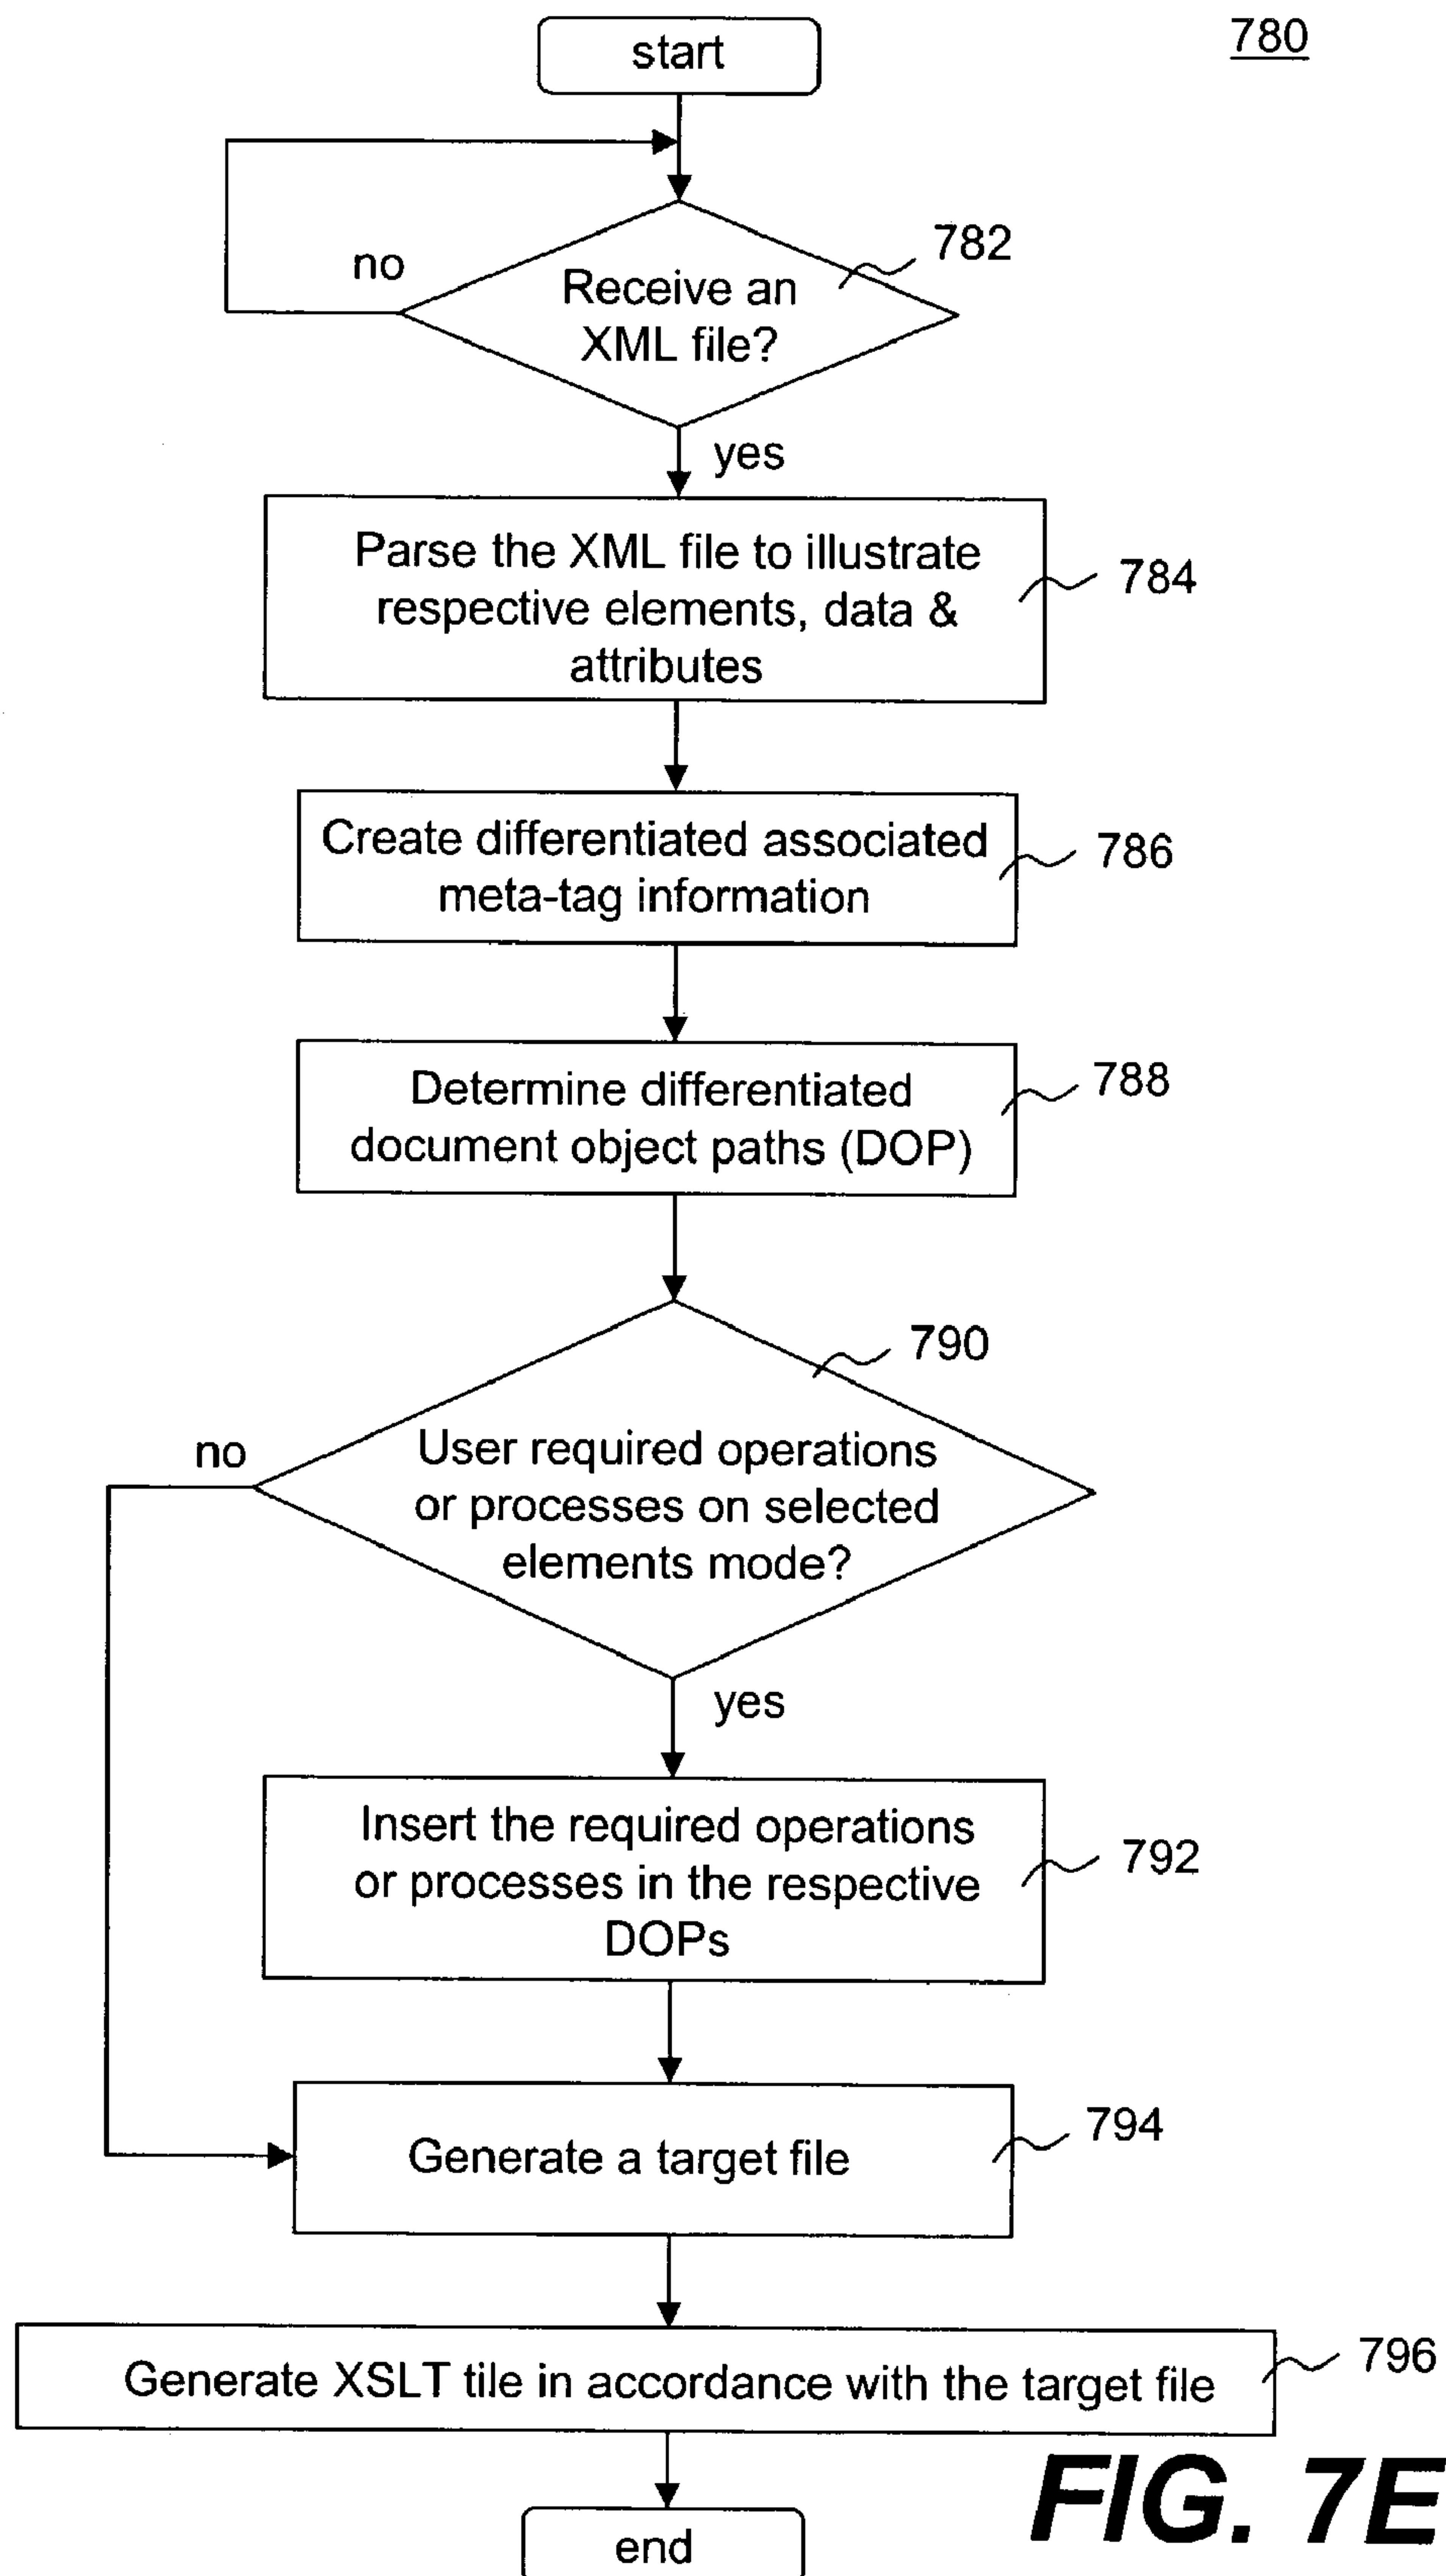 780
start
782
no
Receive an
XML file?
yes
Parse the XML file to illustrate
respective elements, data &
attributes
784
Create differentiated associated
meta-tag information
786
Determine differentiated
document object paths (DOP)
788
790
no
User required operations
or processes on selected
elements mode?
yes
Insert the required operations
or processes in the respective
DOPs
792
Generate a target file
794
Generate XSLT tile in accordance with the target file
796
end
FIG. 7E